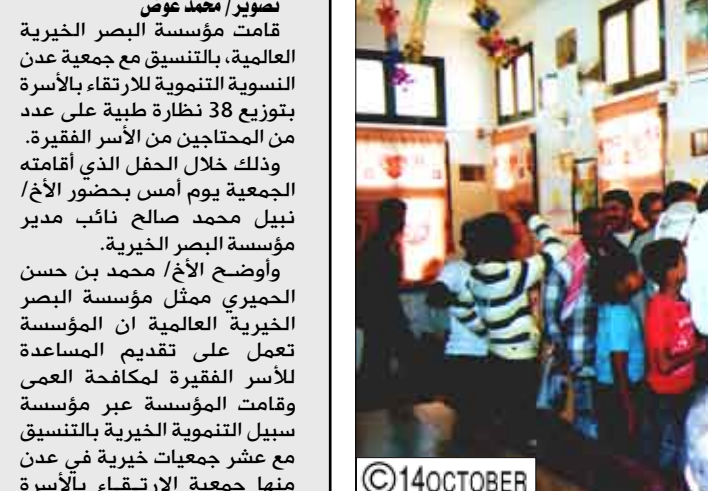 تصوير/ محمد عوض
قامت مؤسسة البصر الخيرية
العالمية، بالتنسيق مع جمعية عدن
النسوية التنموية للارتقاء بالأسرة
بتوزيع 38 نظارة طبية على عدد
من المحتاجين من الأسر الفقيرة.
وذلك خلال الحفل الذي أقامته
الجمعية يوم أمس بحضور الأخ/
نبيل محمد صالح نائب مدير
مؤسسة البصر الخيرية.
وأوضح الأخ/ محمد بن حسن
الحميري ممثل مؤسسة البصر
الخيرية العالمية ان المؤسسة
تعمل على تقديم المساعدة
للأسر الفقيرة لمكافحة العمى
وقامت المؤسسة عبر مؤسسة
سبيل التنموية الخيرية بالتنسيق
مع عشر جمعيات خيرية في عدن
منها جمعية الارتقاء بالأسرة
©14OCTOBER